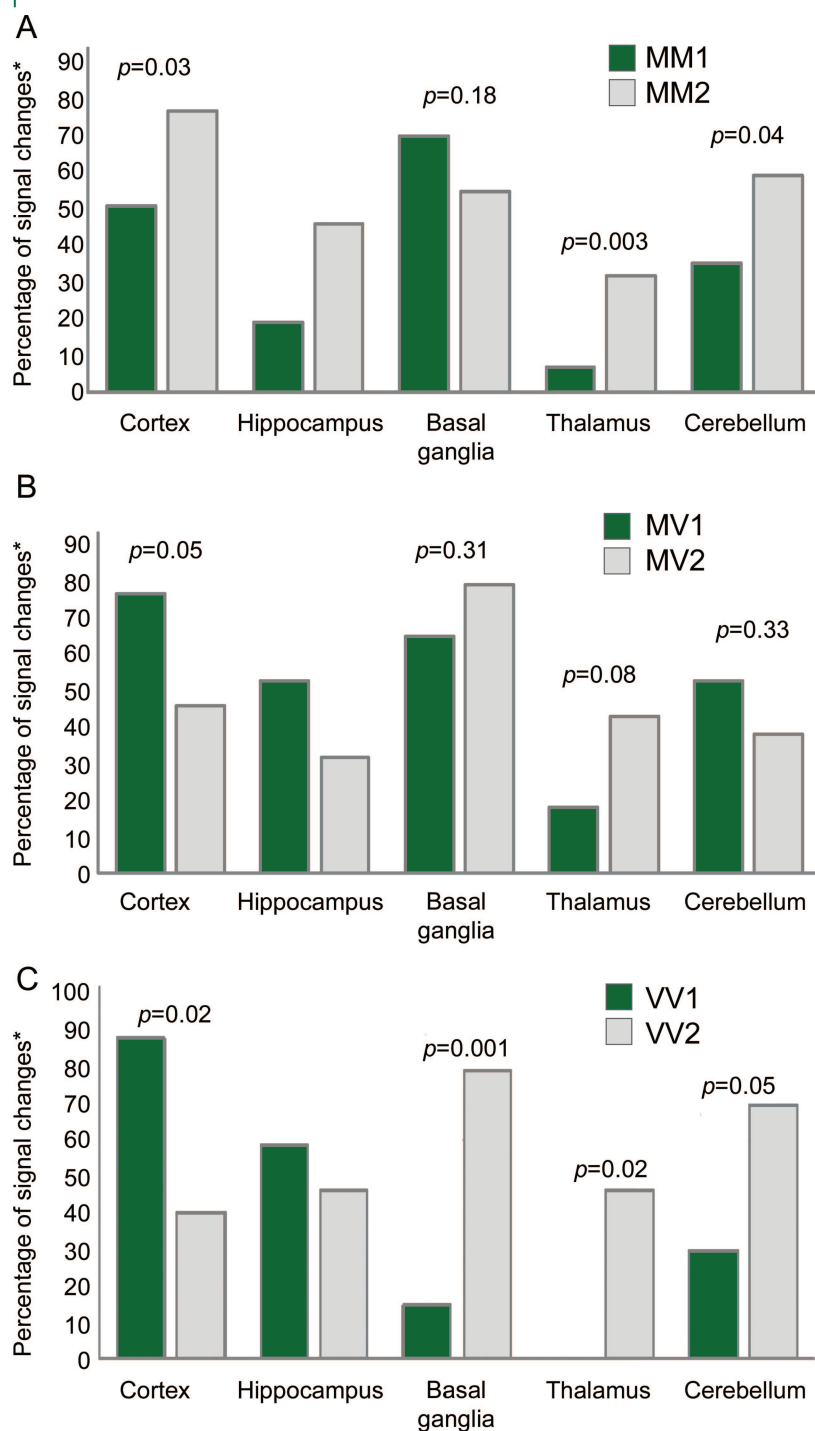 A
Percentage of signal changes*
90
80
70
60
50
40
30
20
10
0
p=0.03
p=0.18
p=0.003
p=0.04
MM1
MM2
Cortex
Hippocampus
Basal
ganglia
Thalamus
Cerebellum
B
Percentage of signal changes*
90
80
70
60
50
40
30
20
10
0
p=0.05
p=0.31
p=0.08
p=0.33
MV1
MV2
Cortex
Hippocampus
Basal
ganglia
Thalamus
Cerebellum
C
Percentage of signal changes*
100
90
80
70
60
50
40
30
20
10
0
p=0.02
p=0.001
p=0.02
p=0.05
VV1
VV2
Cortex
Hippocampus
Basal
ganglia
Thalamus
Cerebellum